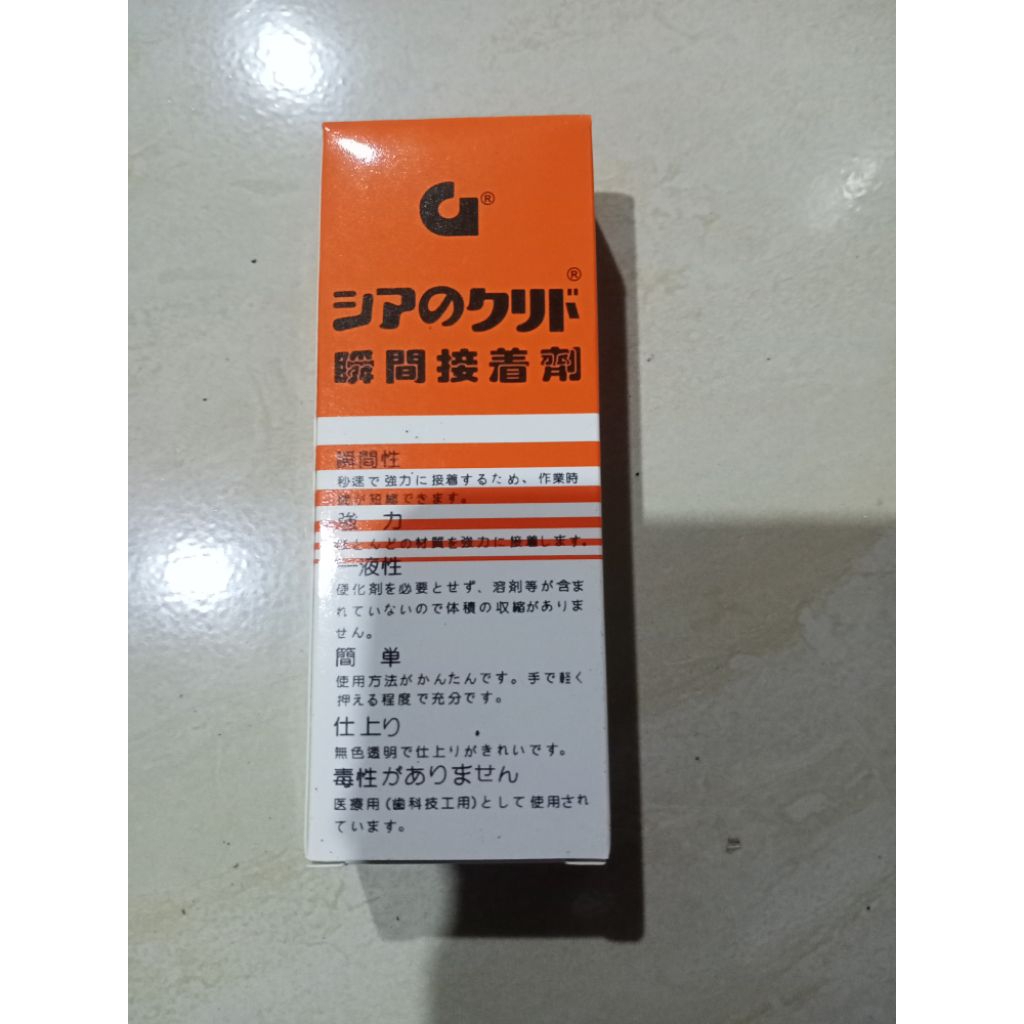 ®
®
シアのクリド
瞬間接着剤
瞬間性
秒速で強力に接着するため、作業時
間が短縮できます。
強 力
ほとんどの材質を強力に接着します。
一液性
硬化剤を必要とせず、溶剤等が含ま
れていないので体積の収縮がありま
せん。
簡 単
使用方法がかんたんです。手で軽く
押える程度で充分です。
仕上り
無色透明で仕上りがきれいです。
毒性がありません
医療用(歯科技工用)として使用され
ています。